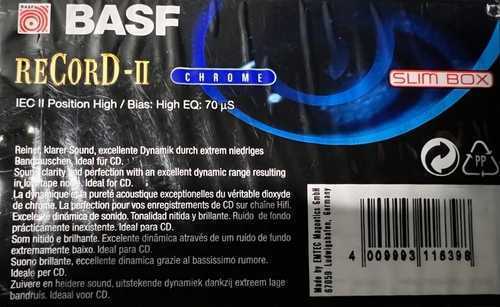 BASF
BASF
RECORD-II
CHROME
SLIM BOX
IEC II Position High / Bias: High EQ: 70 µS
Reiner, klarer Sound, excellente Dynamik durch extrem niedriges
Bandrauschen. Ideal für CD.
Sound clarity and perfection with an excellent dynamic range resulting
in low tape noise. Ideal for CD.
La dynamique et la pureté acoustique exceptionelles du véritable dioxyde
de chrome. La perfection pour vos enregistrements de CD sur chaîne Hifi.
Excelente dinámica de sonido. Tonalidad nitida y brillante. Ruido de fondo
prácticamente inexistente. Ideal para CD.
Som nitido e brilhante. Excelente dinâmica através de um ruido de fundo
extremamente baixo. Ideal para CD.
Suono brillante, eccellente dinamica grazie al bassissimo rumore.
Ideale per CD.
Zuivere en heldere sound, uitstekende dynamiek dankzij extreem lage
bandruis. Ideaal voor CD.
PP
Made by EMTEC Magnetics GmbH
67059 Ludwigshafen, Germany
4 009993 116398